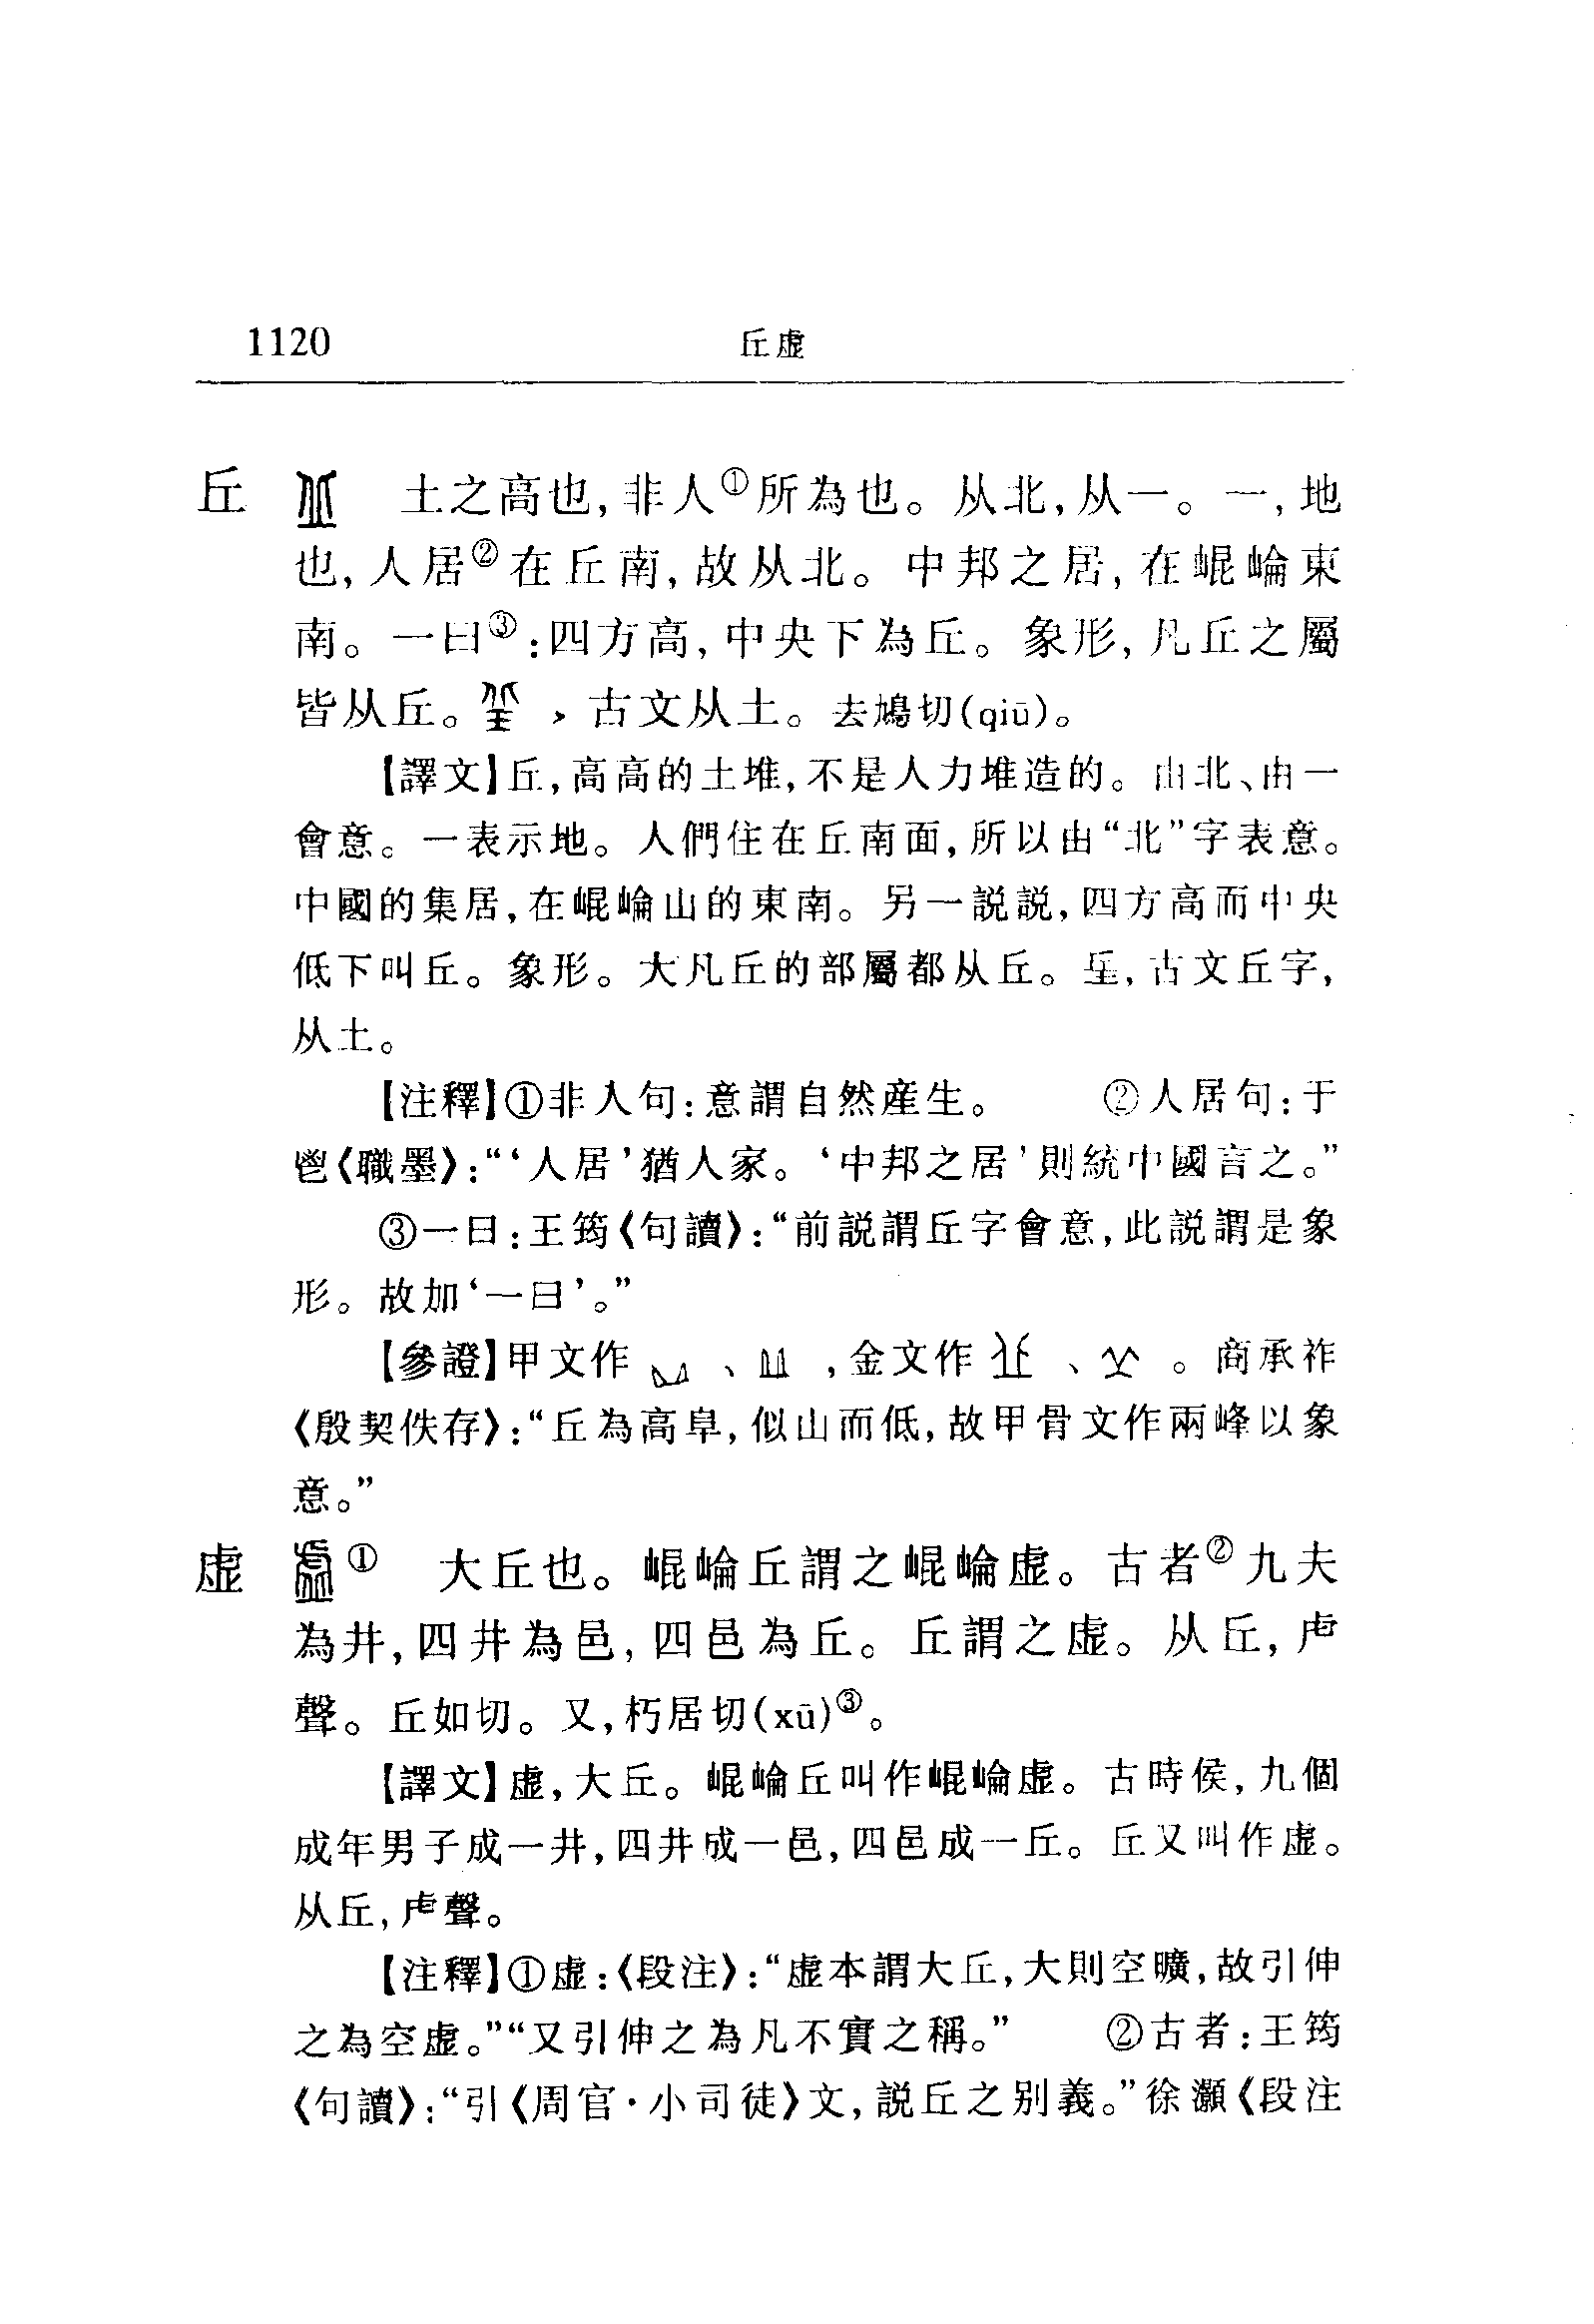 1120 丘虛
丘 土之高也,非人①所為也。从北,从一。一,地
也,人居②在丘南,故从北。中邦之居,在崐崘東
南。一曰③:四方高,中央下為丘。象形,凡丘之屬
皆从丘。,古文从土。去鳩切(qiū)。
【譯文】丘,高高的土堆,不是人力堆造的。由北、由一
會意。一表示地。人們住在丘南面,所以由“北”字表意。
中國的集居,在崐崘山的東南。另一説説,四方高而中央
低下叫丘。象形。大凡丘的部屬都从丘。坵,古文丘字,
从土。
【注釋】①非人句:意謂自然産生。 ②人居句:于
鬯〈職墨〉:“‘人居’猶人家。‘中邦之居’則統中國言之。”
③一曰:王筠〈句讀〉:“前説謂丘字會意,此説謂是象
形。故加‘一曰’。”
【參證】甲文作、,金文作、。商承祚
〈殷契佚存〉:“丘為高阜,似山而低,故甲骨文作兩峰以象
意。”
虛 ① 大丘也。崐崘丘謂之崐崘虛。古者②九夫
為井,四井為邑,四邑為丘。丘謂之虛。从丘,虍
聲。丘如切。又,朽居切(xū)③。
【譯文】虛,大丘。崐崘丘叫作崐崘虛。古時侯,九個
成年男子成一井,四井成一邑,四邑成一丘。丘又叫作虛。
从丘,虍聲。
【注釋】①虛:〈段注〉:“虛本謂大丘,大則空曠,故引伸
之為空虛。”“又引伸之為凡不實之稱。” ②古者:王筠
〈句讀〉:“引〈周官·小司徒〉文,説丘之别義。”徐灝〈段注